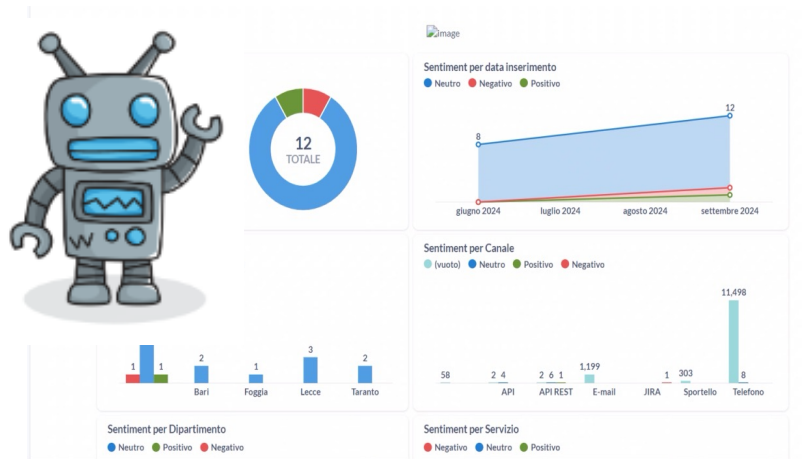 image
Sentiment per data inserimento
Neutro Negativo Positivo
12
TOTALE
8
12
giugno 2024 luglio 2024 agosto 2024 settembre 2024
Sentiment per Canale
(vuoto) Neutro Positivo Negativo
1 1 2 1 3 2
Bari Foggia Lecce Taranto
58 2 4 2 6 1 1,199 1 303 11,498 8
API API REST E-mail JIRA Sportello Telefono
Sentiment per Dipartimento
Neutro Positivo Negativo
Sentiment per Servizio
Negativo Neutro Positivo